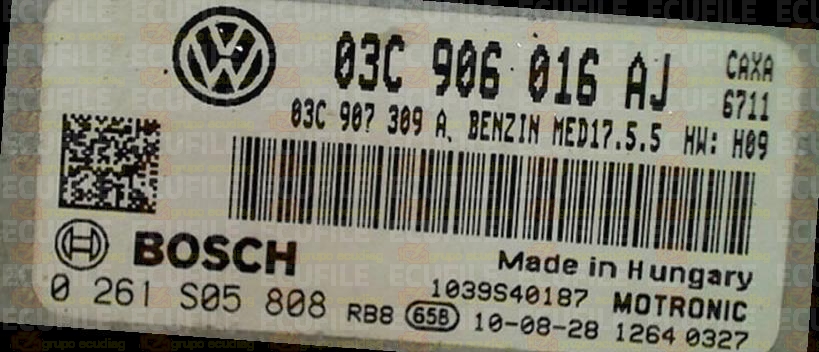 03C 906 016 AJ CAXA
03C 907 309 A, BENZIN MED17.5.5 HW: H09 6711
BOSCH Made in Hungary
0 261 S05 808 1039S40187 MOTRONIC
RB8 658 10-08-28 1264 0327
ECUFILE
grupo ecudiag